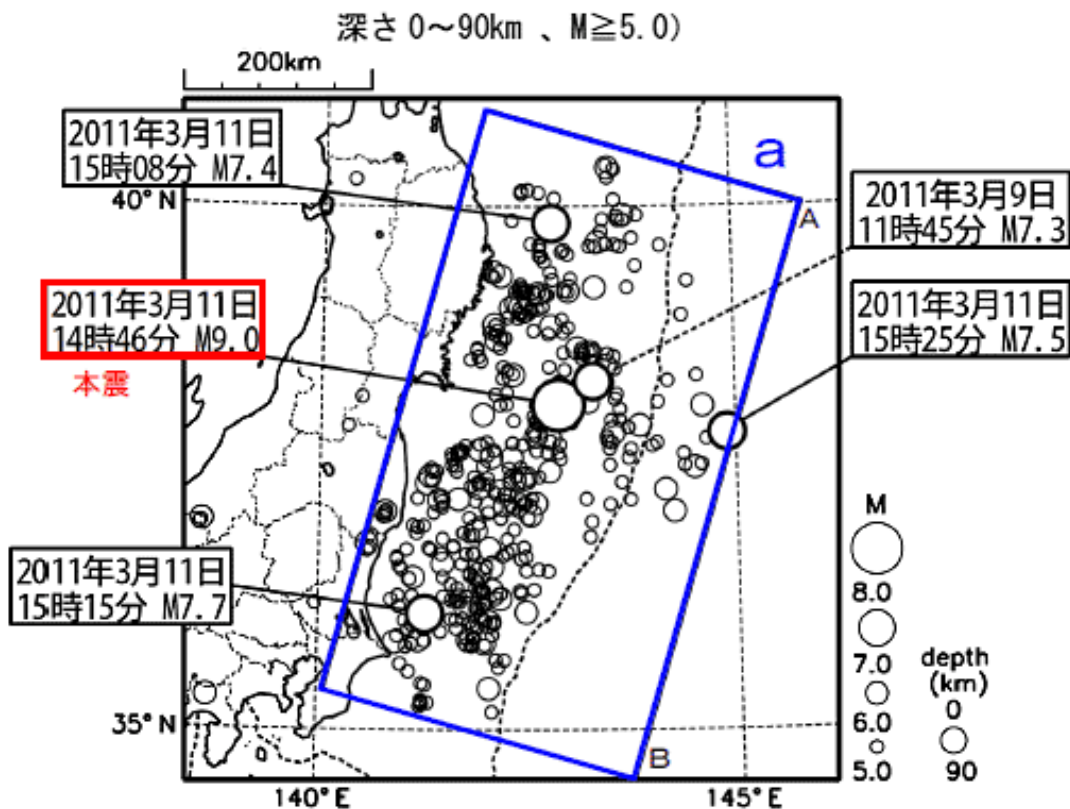 深さ 0～90km 、M≧5.0)
200km
2011年3月11日
15時08分 M7.4
a
40°N
A
2011年3月9日
11時45分 M7.3
2011年3月11日
14時46分 M9.0
本震
2011年3月11日
15時25分 M7.5
M
8.0
7.0
6.0
5.0
depth
(km)
0
90
2011年3月11日
15時15分 M7.7
35°N
B
140°E
145°E